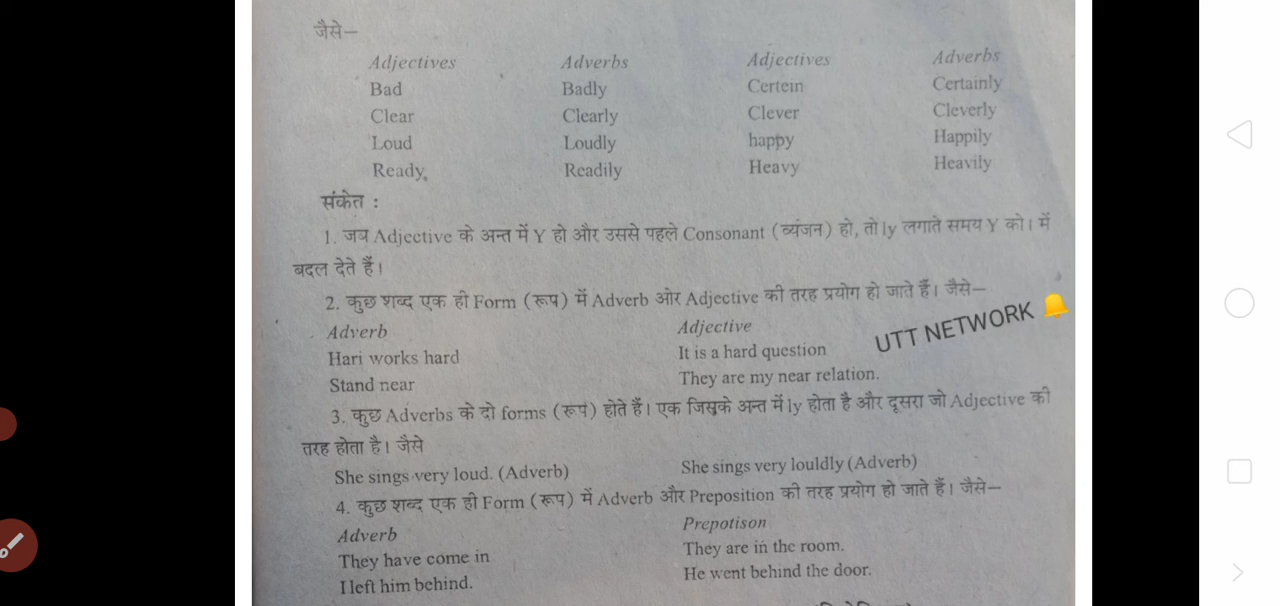 जैसे—
Adjectives Adverbs Adjectives Adverbs
Bad Badly Certein Certainly
Clear Clearly Clever Cleverly
Loud Loudly happy Happily
Ready Readily Heavy Heavily
संकेत :
1. जब Adjective के अन्त में Y हो और उससे पहले Consonant (व्यंजन) हो, तो ly लगाते समय Y को। में
बदल देते हैं।
2. कुछ शब्द एक ही Form (रूप) में Adverb ओर Adjective की तरह प्रयोग हो जाते हैं। जैसे—
Adverb Adjective
Hari works hard It is a hard question
UTT NETWORK 🔔
Stand near They are my near relation.
3. कुछ Adverbs के दो forms (रूप) होते हैं। एक जिसके अन्त में ly होता है और दूसरा जो Adjective की
तरह होता है। जैसे
She sings very loud. (Adverb) She sings very louldly (Adverb)
4. कुछ शब्द एक ही Form (रूप) में Adverb और Preposition की तरह प्रयोग हो जाते हैं। जैसे—
Adverb Prepotison
They have come in They are in the room.
I left him behind. He went behind the door.